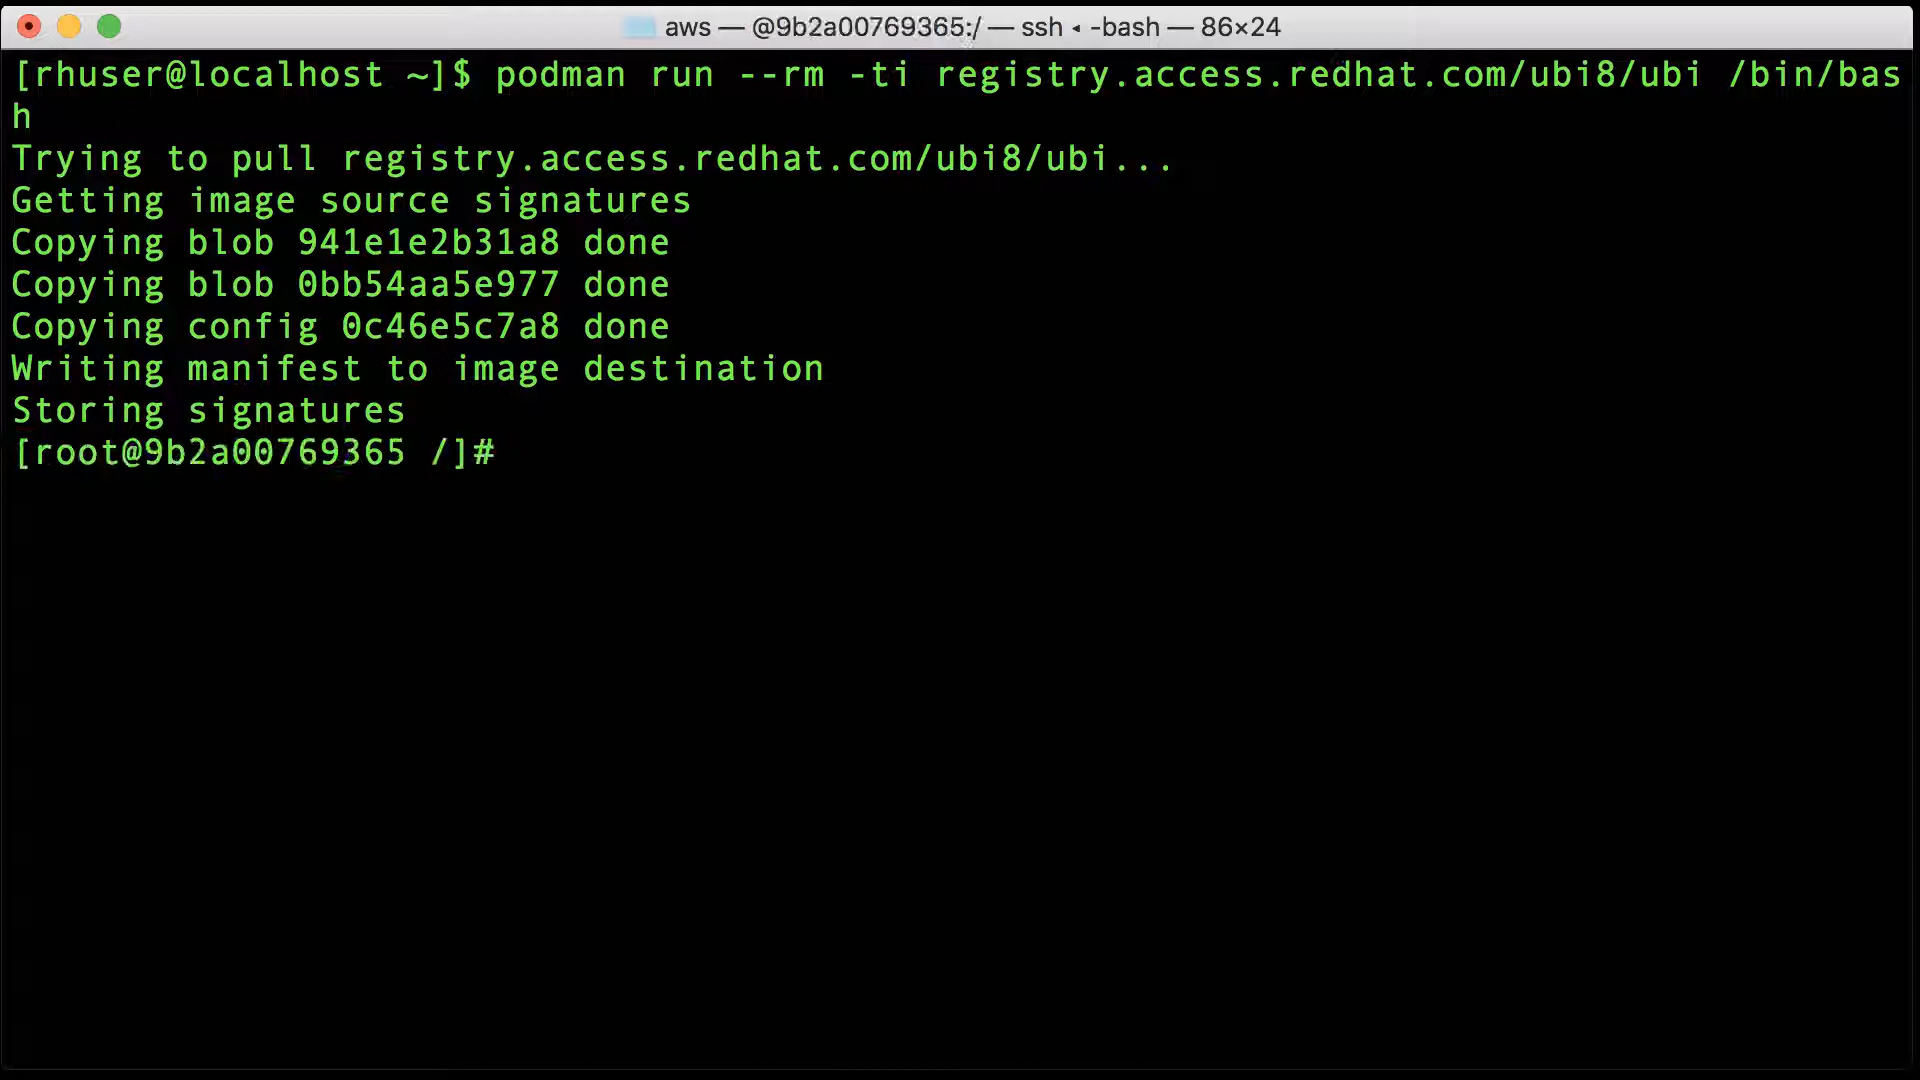 aws — @9b2a00769365:/ — ssh ◂ -bash — 86×24
[rhuser@localhost ~]$ podman run --rm -ti registry.access.redhat.com/ubi8/ubi /bin/bas
h
Trying to pull registry.access.redhat.com/ubi8/ubi...
Getting image source signatures
Copying blob 941e1e2b31a8 done
Copying blob 0bb54aa5e977 done
Copying config 0c46e5c7a8 done
Writing manifest to image destination
Storing signatures
[root@9b2a00769365 /]#